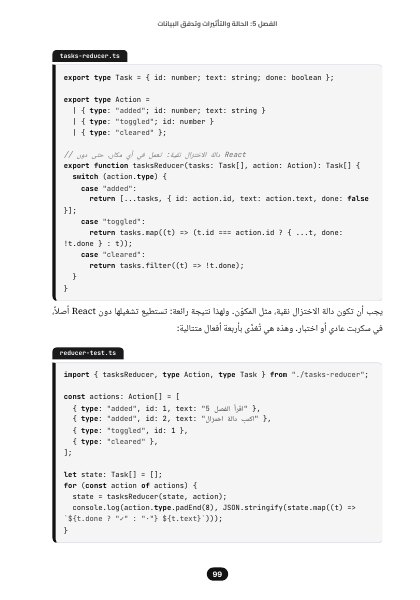 الفصل 5: الحالة والتأثيرات وتدفق البيانات
tasks-reducer.ts
export type Task = { id: number; text: string; done: boolean };
export type Action =
| { type: "added"; id: number; text: string }
| { type: "toggled"; id: number }
| { type: "cleared" };
// دالة الاختزال نقية: تعمل في أي مكان، حتى دون React
export function tasksReducer(tasks: Task[], action: Action): Task[] {
switch (action.type) {
case "added":
return [...tasks, { id: action.id, text: action.text, done: false
}];
case "toggled":
return tasks.map((t) => (t.id === action.id ? { ...t, done:
!t.done } : t));
case "cleared":
return tasks.filter((t) => !t.done);
}
}
يجب أن تكون دالة الاختزال نقية، مثل المكوّن. ولهذا نتيجة رائعة: تستطيع تشغيلها دون React أصلاً،
في سكربت عادي أو اختبار. وهذه هي تُغذّى بأربعة أفعال متتالية:
reducer-test.ts
import { tasksReducer, type Action, type Task } from "./tasks-reducer";
const actions: Action[] = [
{ type: "added", id: 1, text: "اقرأ الفصل 5" },
{ type: "added", id: 2, text: "اكتب دالة اختزال" },
{ type: "toggled", id: 1 },
{ type: "cleared" },
];
let state: Task[] = [];
for (const action of actions) {
state = tasksReducer(state, action);
console.log(action.type.padEnd(8), JSON.stringify(state.map((t) =>
`${t.done ? "✓" : "·"} ${t.text}`)));
}
99